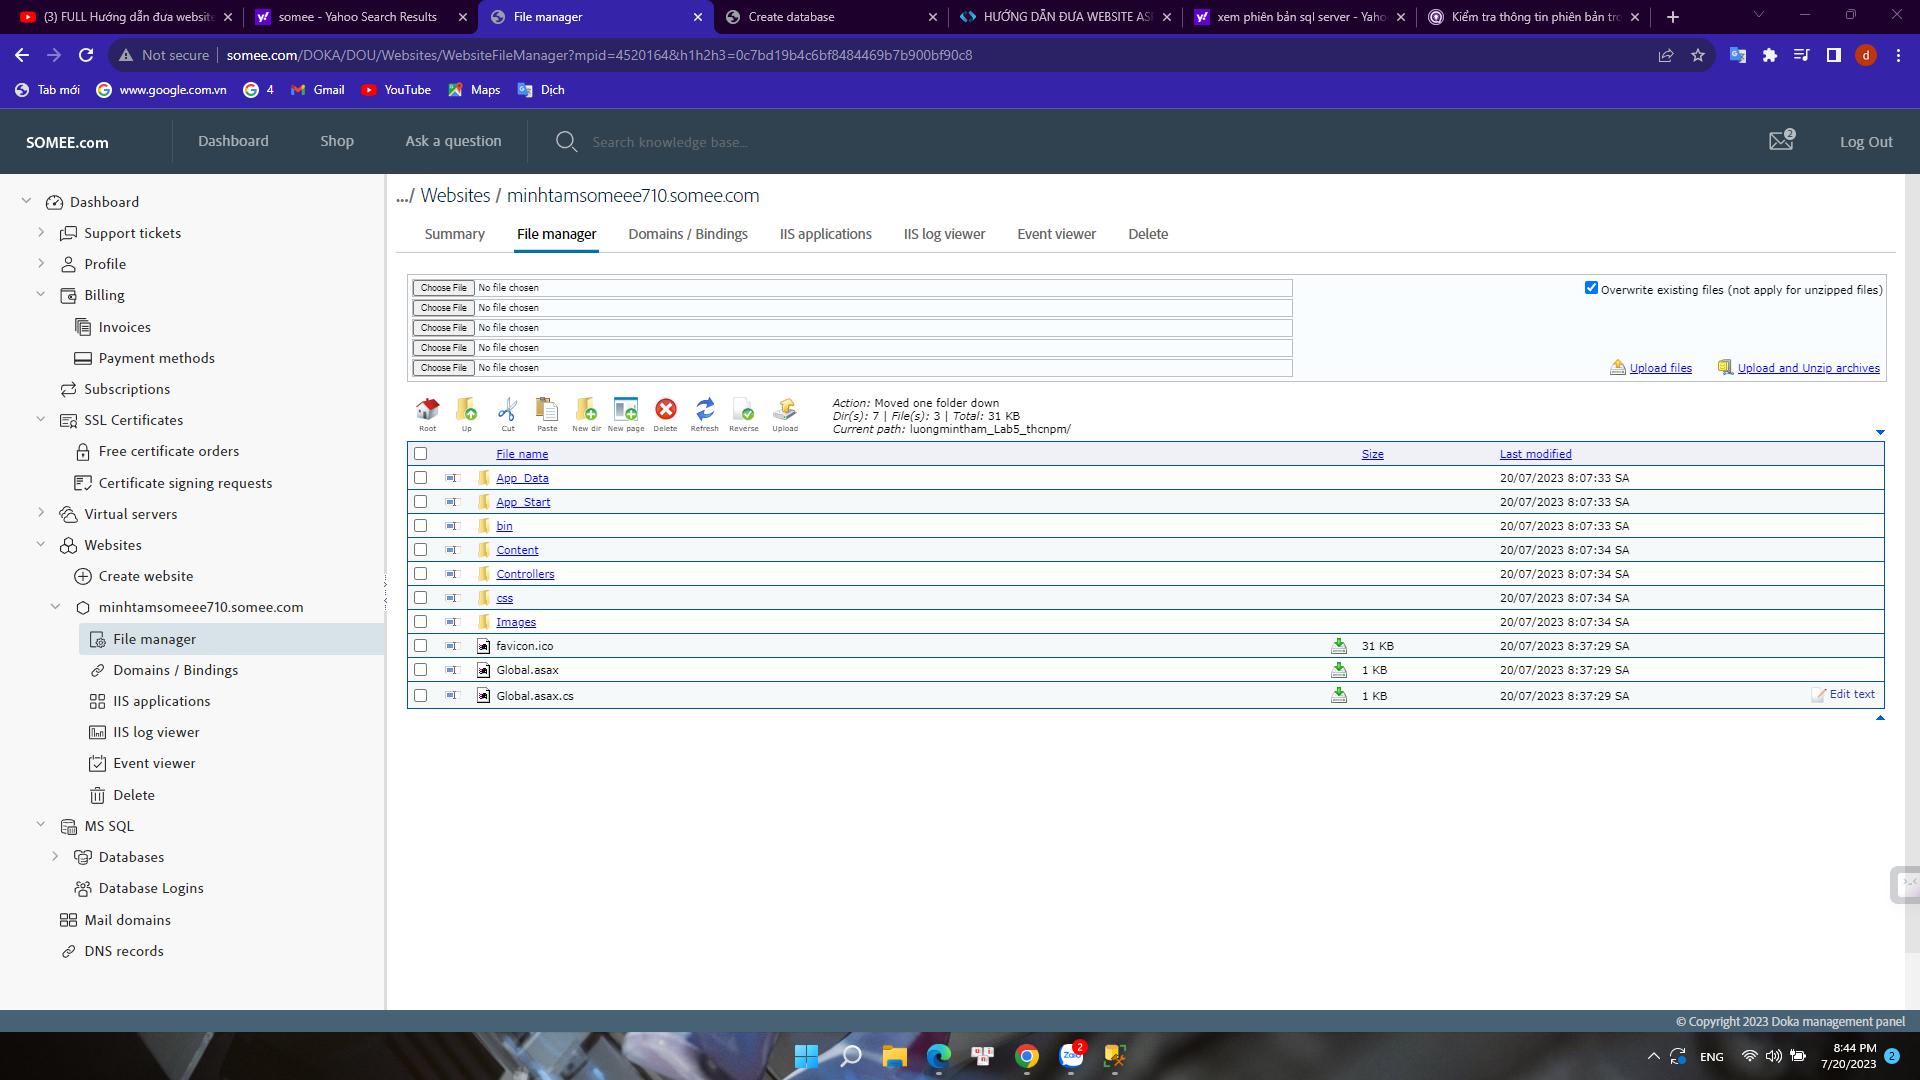 (3) FULL Hướng dẫn đưa website
somee - Yahoo Search Results
File manager
Create database
HƯỚNG DẪN ĐƯA WEBSITE AS
xem phiên bản sql server - Yaho
Kiểm tra thông tin phiên bản tro
Not secure
somee.com/DOKA/DOU/Websites/WebsiteFileManager?mpid=4520164&h1h2h3=0c7bd19b4c6bf8484469b7b900bf90c8
d
Tab mới
www.google.com.vn
4
Gmail
YouTube
Maps
Dịch
SOMEE.com
Dashboard
Shop
Ask a question
Search knowledge base...
2
Log Out
Dashboard
Support tickets
Profile
Billing
Invoices
Payment methods
Subscriptions
SSL Certificates
Free certificate orders
Certificate signing requests
Virtual servers
Websites
Create website
minhtamsomeee710.somee.com
File manager
Domains / Bindings
IIS applications
IIS log viewer
Event viewer
Delete
MS SQL
Databases
Database Logins
Mail domains
DNS records
.../ Websites / minhtamsomeee710.somee.com
Summary
File manager
Domains / Bindings
IIS applications
IIS log viewer
Event viewer
Delete
Choose File No file chosen
Choose File No file chosen
Choose File No file chosen
Choose File No file chosen
Choose File No file chosen
Overwrite existing files (not apply for unzipped files)
Upload files
Upload and Unzip archives
Root
Up
Cut
Paste
New dir
New page
Delete
Refresh
Reverse
Upload
Action: Moved one folder down
Dir(s): 7 | File(s): 3 | Total: 31 KB
Current path: luongmintham_Lab5_thcnpm/
File name Size Last modified
App_Data 20/07/2023 8:07:33 SA
App_Start 20/07/2023 8:07:33 SA
bin 20/07/2023 8:07:33 SA
Content 20/07/2023 8:07:34 SA
Controllers 20/07/2023 8:07:34 SA
css 20/07/2023 8:07:34 SA
Images 20/07/2023 8:07:34 SA
favicon.ico 31 KB 20/07/2023 8:37:29 SA
Global.asax 1 KB 20/07/2023 8:37:29 SA
Global.asax.cs 1 KB 20/07/2023 8:37:29 SA Edit text
© Copyright 2023 Doka management panel
Zalo
2
ENG
8:44 PM
7/20/2023
2